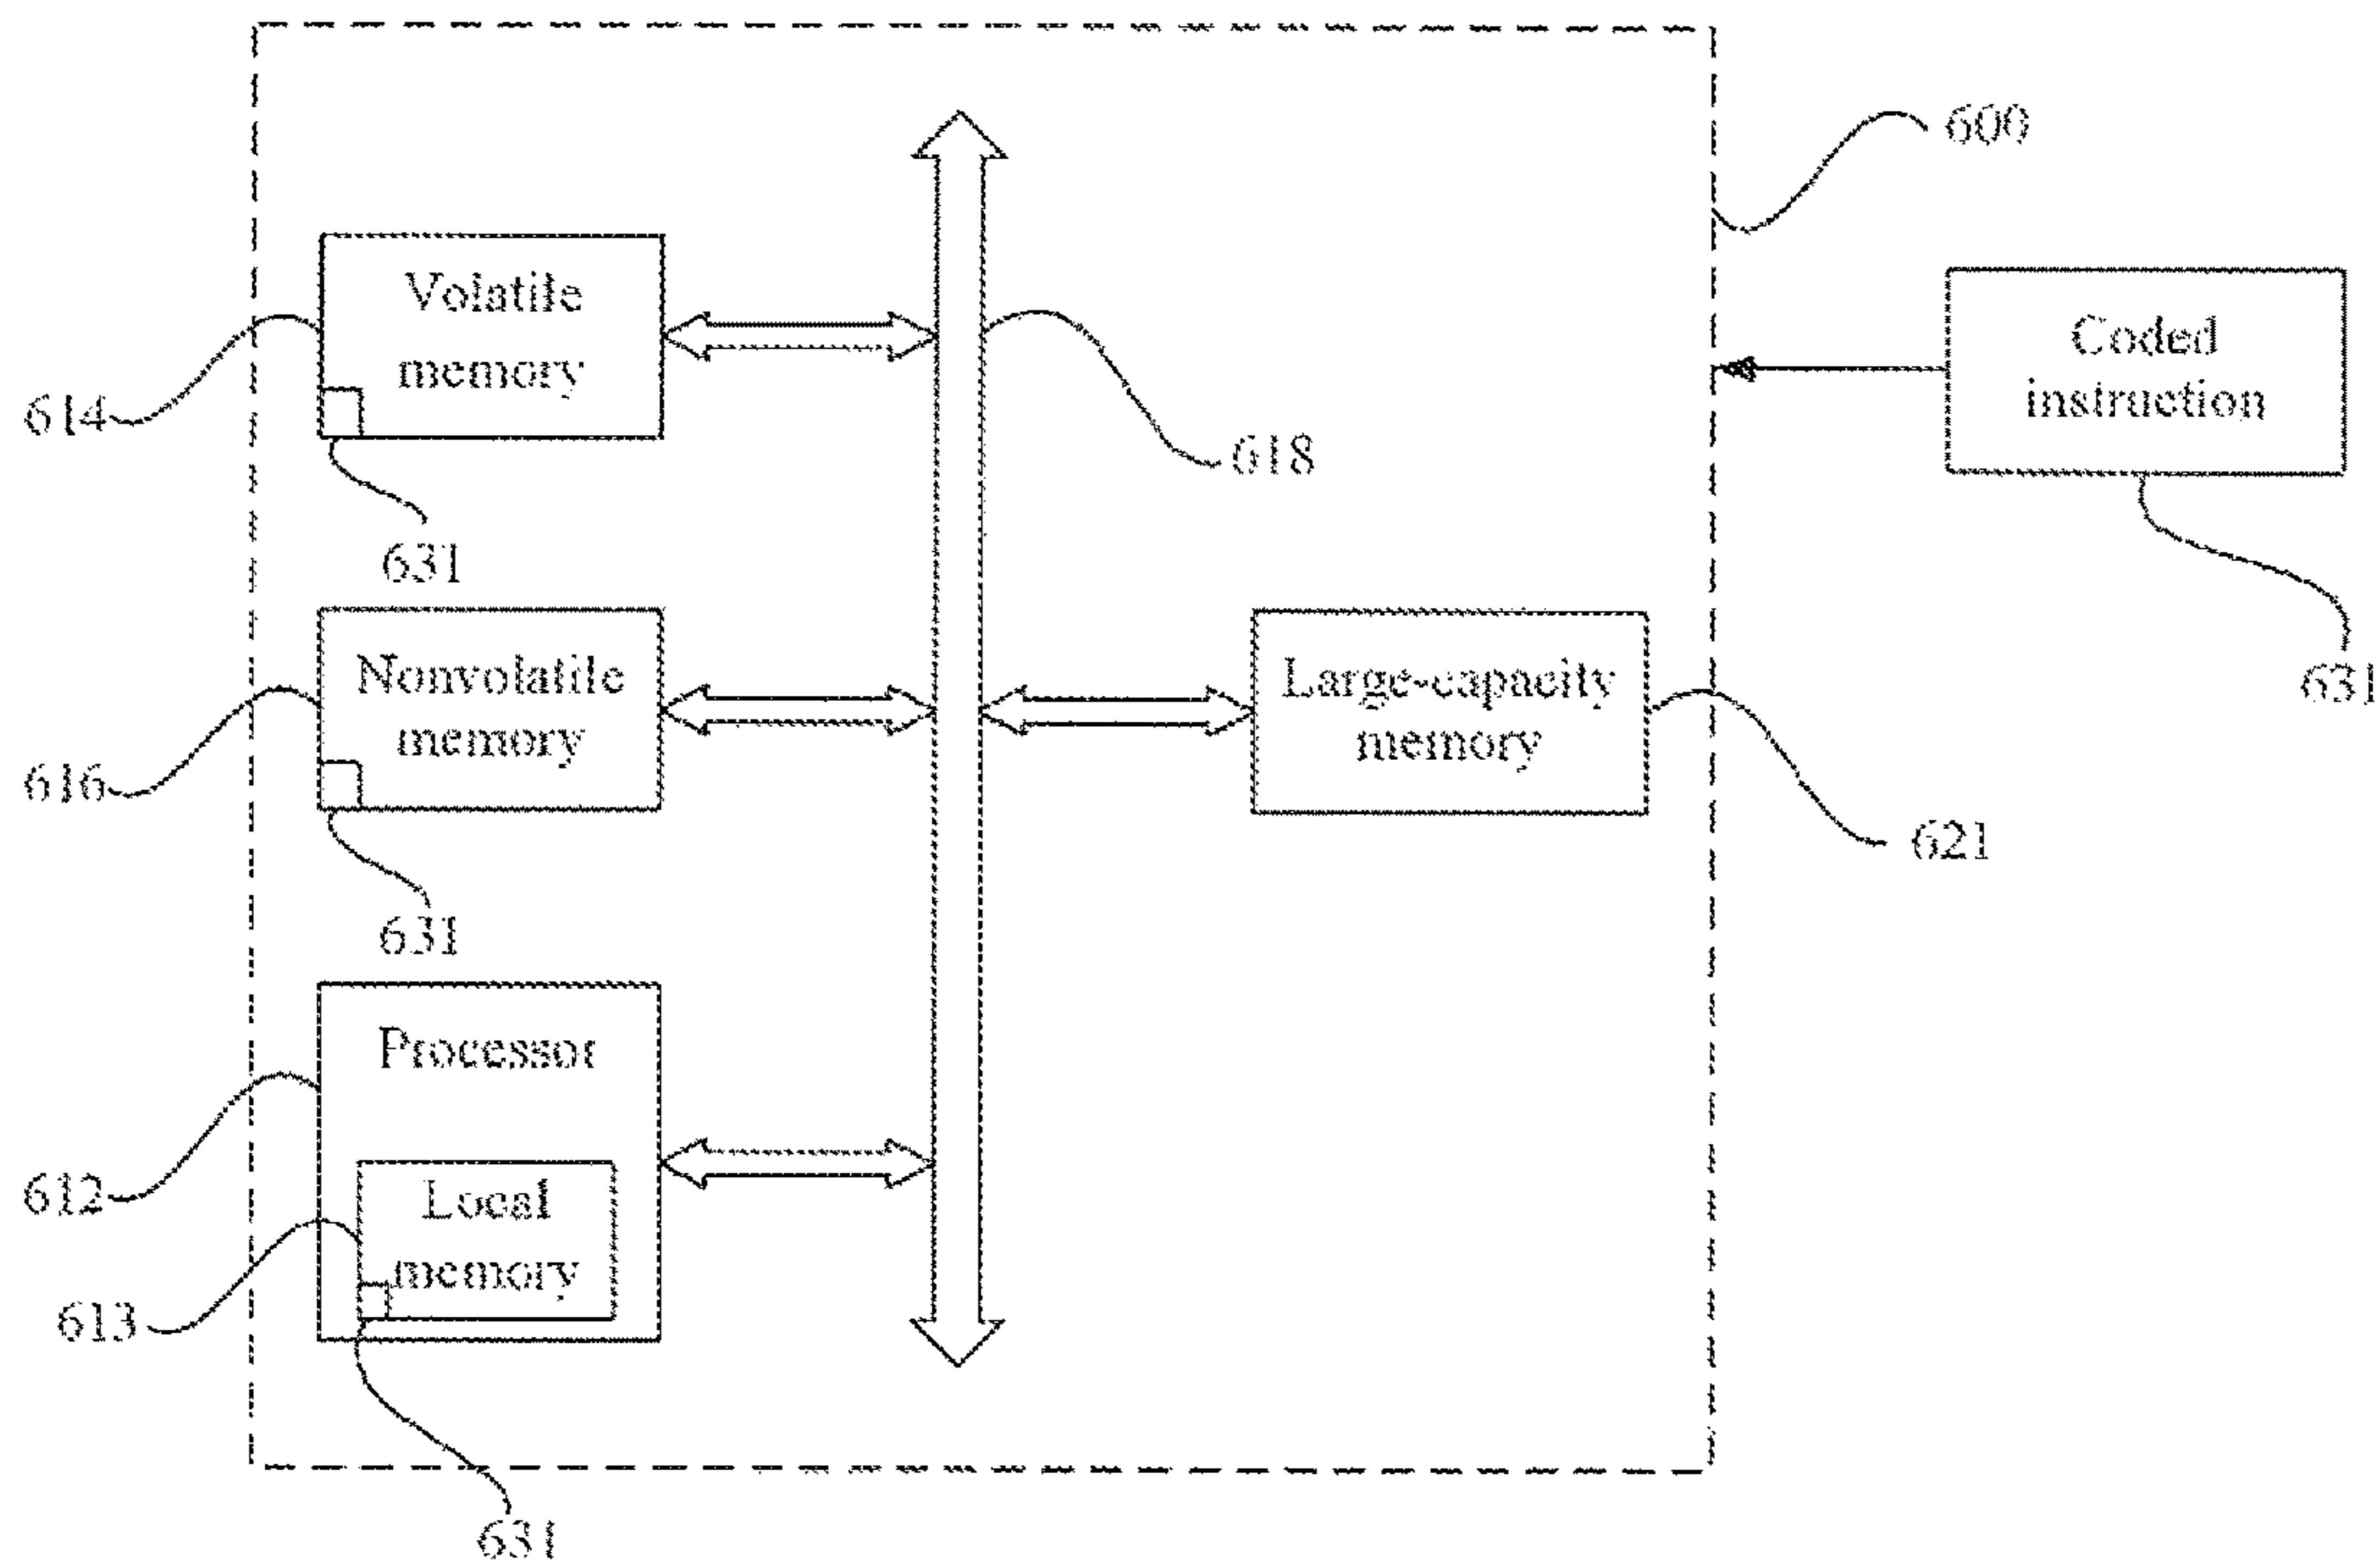 600
Volatile
memory
Coded
instruction
614
618
631
631
Nonvolatile
memory
Large-capacity
memory
616
621
631
Processor
612
Local
memory
613
631